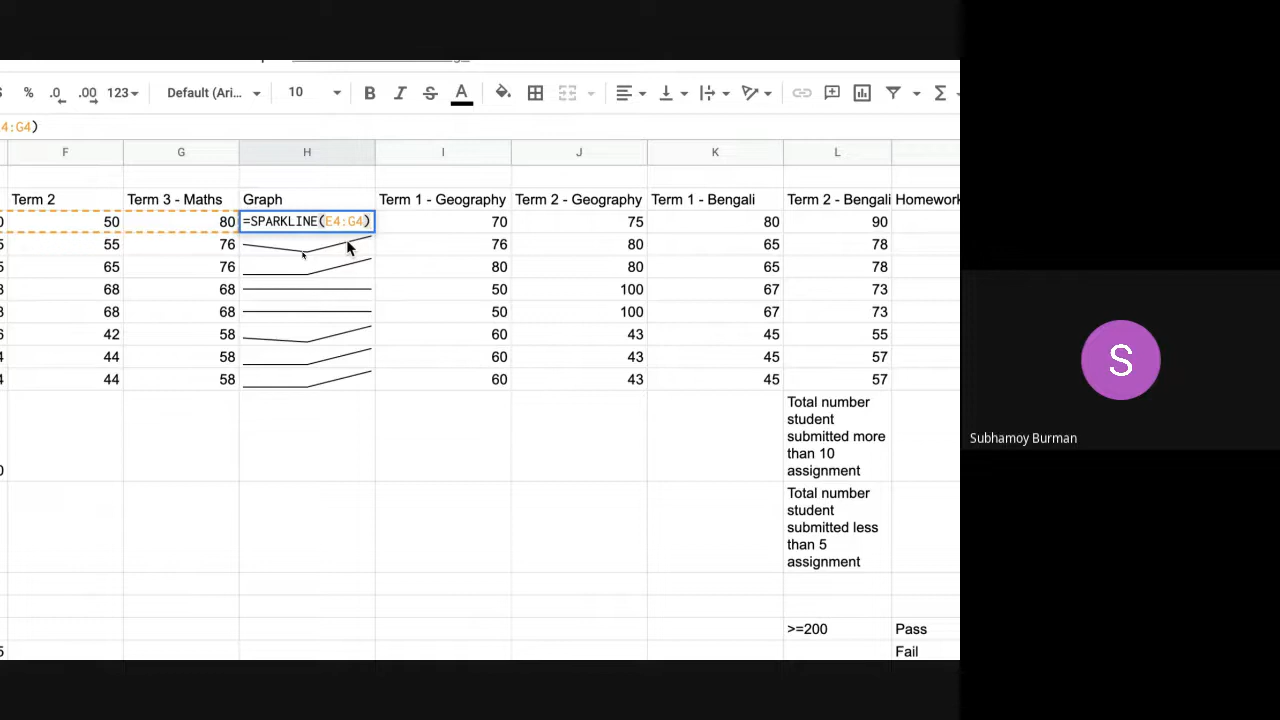 % .0 .00 123 Default (Ari... 10 B I S A Σ
4:G4)
F G H I J K L
Term 2 Term 3 - Maths Graph Term 1 - Geography Term 2 - Geography Term 1 - Bengali Term 2 - Bengali Homework
50 80 =SPARKLINE(E4:G4) 70 75 80 90
55 76 76 80 65 78
65 76 80 80 65 78
68 68 50 100 67 73
68 68 50 100 67 73
42 58 60 43 45 55
44 58 60 43 45 57
44 58 60 43 45 57
Total number
student
submitted more
than 10
assignment
Total number
student
submitted less
than 5
assignment
>=200 Pass
Fail
S
Subhamoy Burman